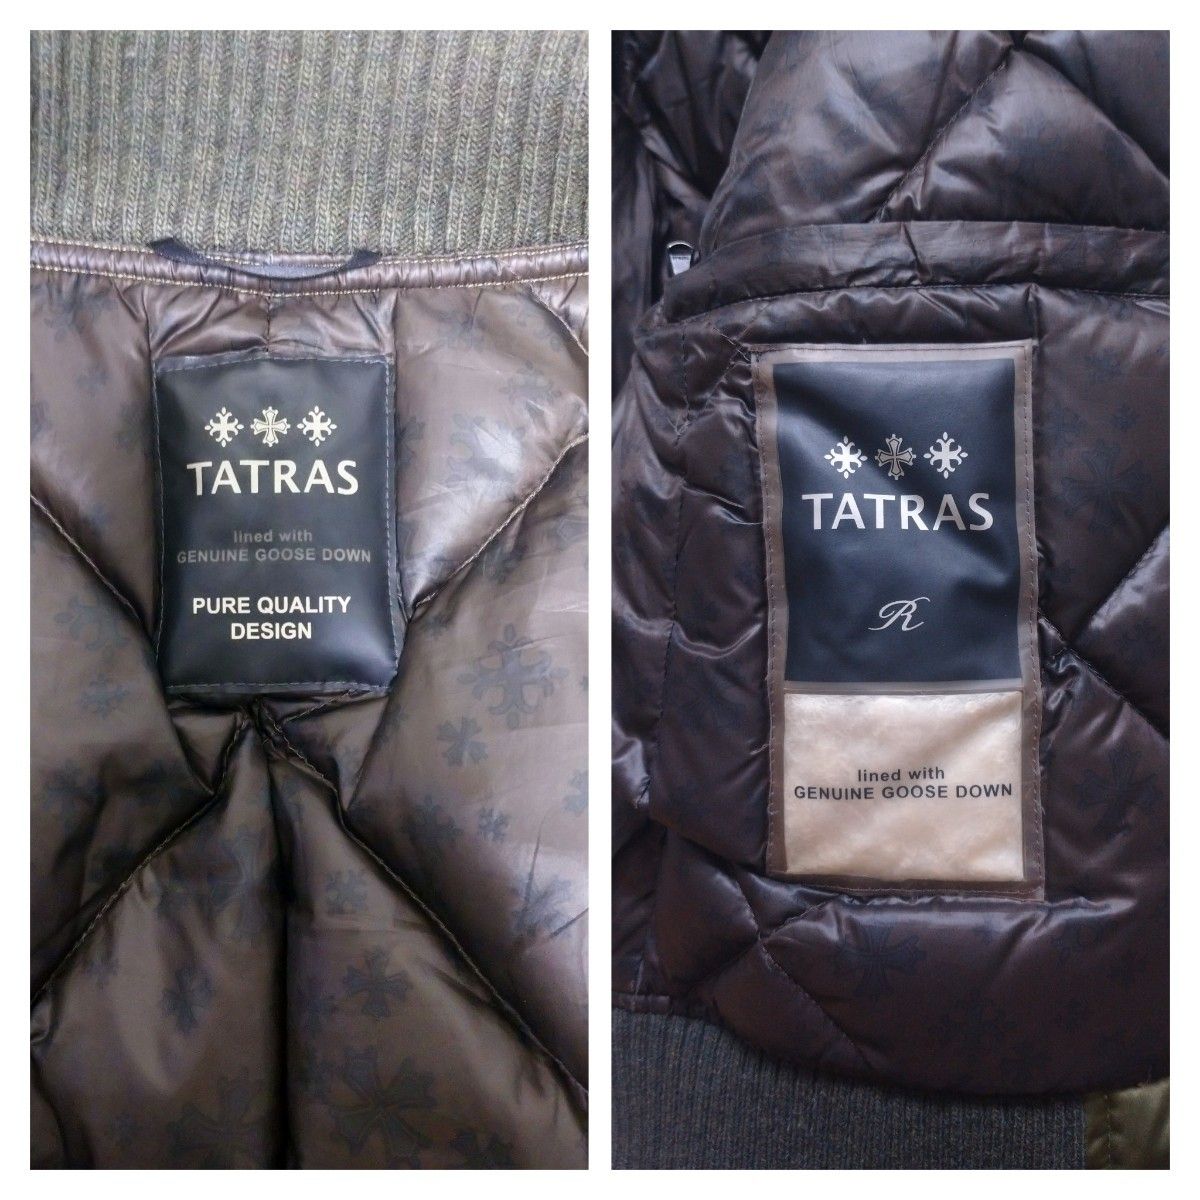 TATRAS
lined with
GENUINE GOOSE DOWN
PURE QUALITY
DESIGN
TATRAS
R
lined with
GENUINE GOOSE DOWN